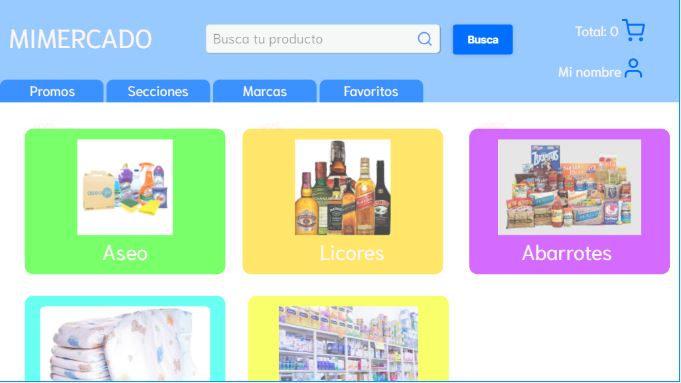 MIMERCADO
Busca tu producto
Busca
Total: 0
Mi nombre
Promos
Secciones
Marcas
Favoritos
Aseo
Licores
Abarrotes